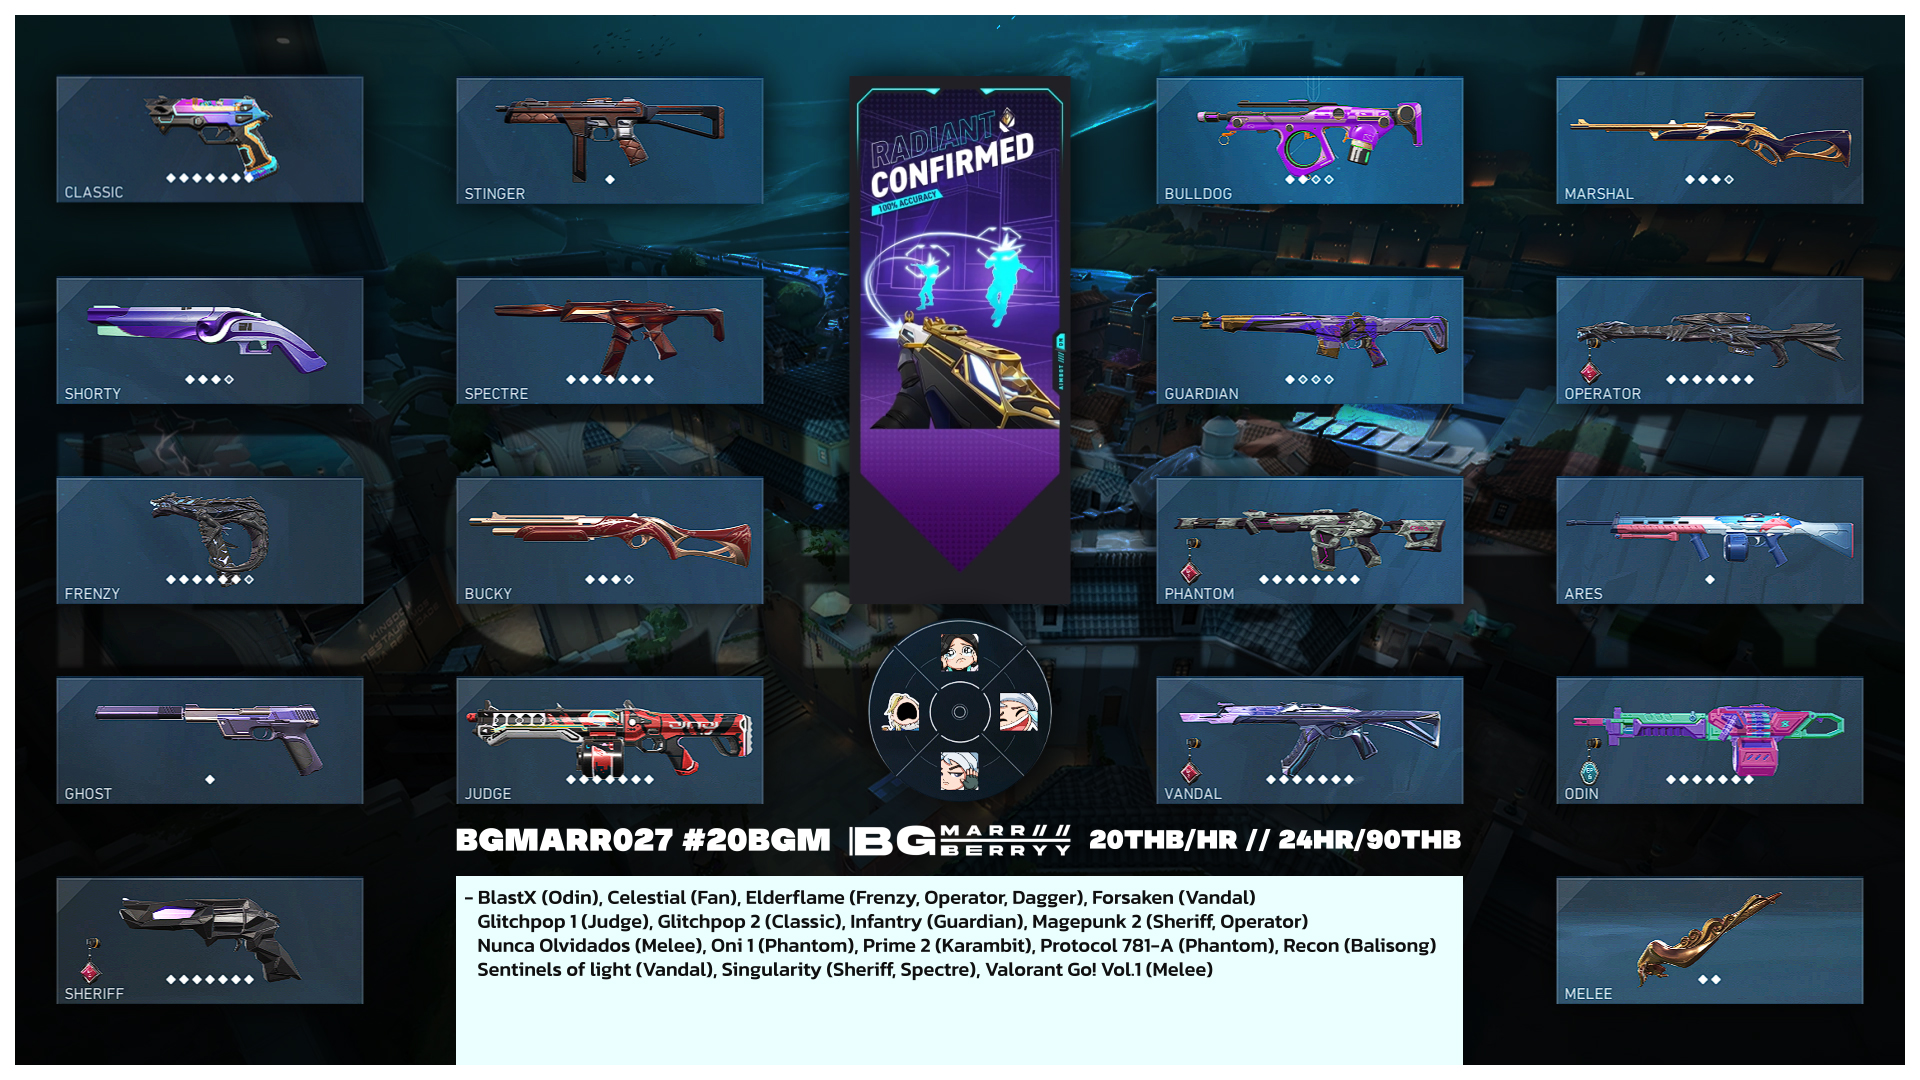 CLASSIC
STINGER
RADIANT
CONFIRMED
100% ACCURACY
BULLDOG
MARSHAL
SHORTY
SPECTRE
GUARDIAN
OPERATOR
FRENZY
BUCKY
PHANTOM
ARES
GHOST
JUDGE
VANDAL
ODIN
BGMARR027 #20BGM
BG MARR////
BERRYY
20THB/HR // 24HR/90THB
SHERIFF
- BlastX (Odin), Celestial (Fan), Elderflame (Frenzy, Operator, Dagger), Forsaken (Vandal)
Glitchpop 1 (Judge), Glitchpop 2 (Classic), Infantry (Guardian), Magepunk 2 (Sheriff, Operator)
Nunca Olvidados (Melee), Oni 1 (Phantom), Prime 2 (Karambit), Protocol 781-A (Phantom), Recon (Balisong)
Sentinels of light (Vandal), Singularity (Sheriff, Spectre), Valorant Go! Vol.1 (Melee)
MELEE